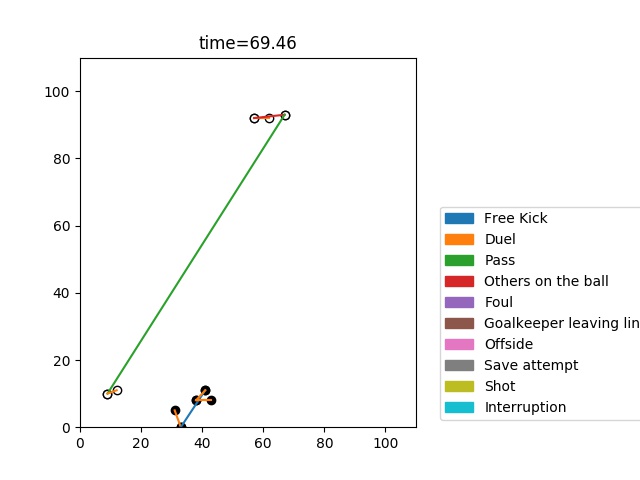 time=69.46
100
80
60
40
20
0
0 20 40 60 80 100
Free Kick
Duel
Pass
Others on the ball
Foul
Goalkeeper leaving lin
Offside
Save attempt
Shot
Interruption